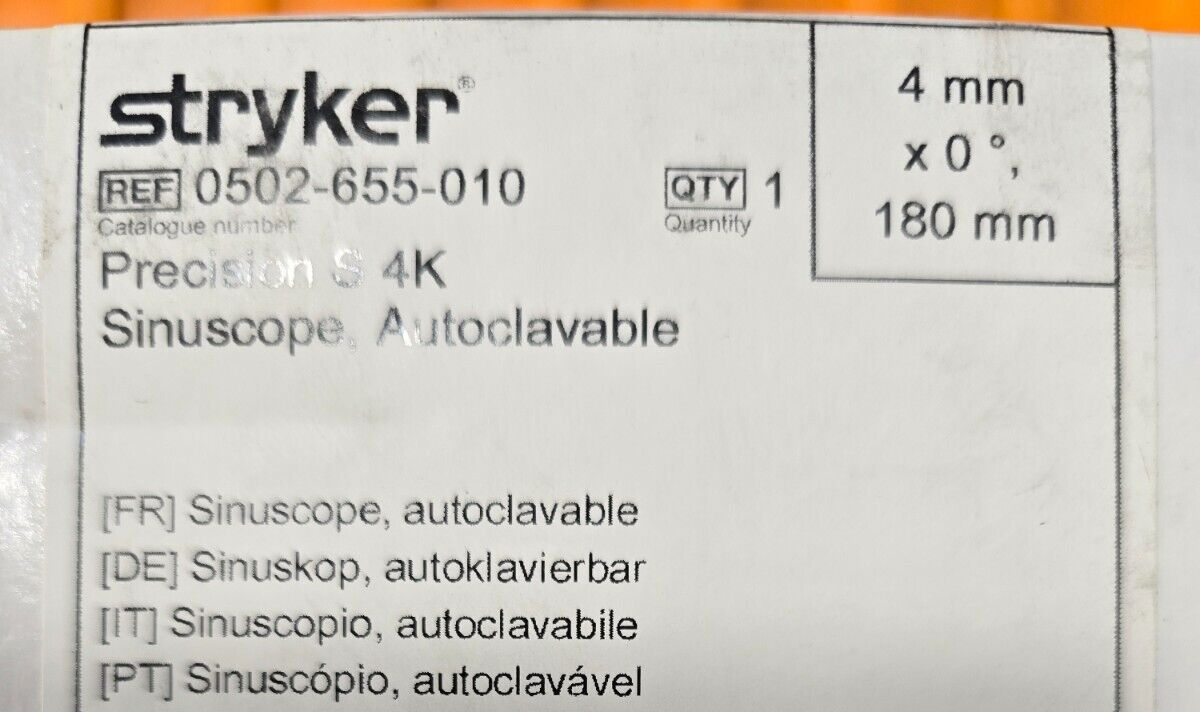 stryker®
REF 0502-655-010
Catalogue number
QTY 1
Quantity
4 mm
x 0 °,
180 mm
Precision S 4K
Sinuscope, Autoclavable
[FR] Sinuscope, autoclavable
[DE] Sinuskop, autoklavierbar
[IT] Sinuscopio, autoclavabile
[PT] Sinuscópio, autoclavável